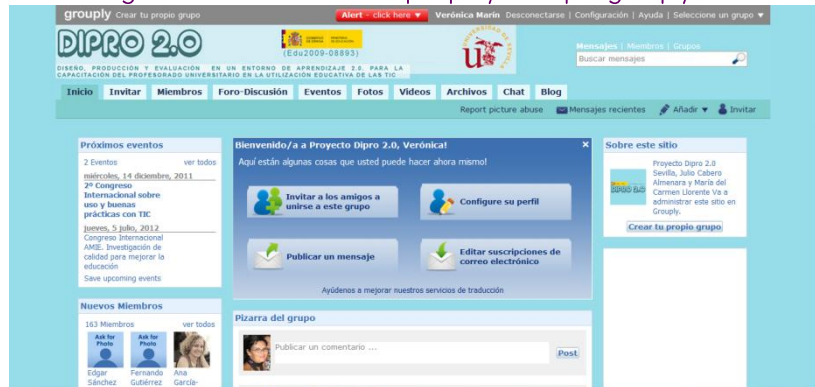 grouply Crear tu propio grupo
Alert - click here ▼ Verónica Marin Desconectarse | Configuración | Ayuda | Seleccione un grupo ▼
DIPRO 2.0
(Edu2009-08893)
DISEÑO, PRODUCCIÓN Y EVALUACIÓN EN UN ENTORNO DE APRENDIZAJE 2.0. PARA LA
CAPACITACIÓN DEL PROFESORADO UNIVERSITARIO EN LA UTILIZACIÓN EDUCATIVA DE LAS TIC
Mensajes | Miembros | Grupos
Buscar mensajes
Inicio Invitar Miembros Foro-Discusión Eventos Fotos Videos Archivos Chat Blog
Report picture abuse Mensajes recientes Añadir ▼ Invitar
Próximos eventos
2 Eventos ver todos
miércoles, 14 diciembre, 2011
2º Congreso
Internacional sobre
uso y buenas
prácticas con TIC
jueves, 5 julio, 2012
Congreso Internacional
AMIE. Investigación de
calidad para mejorar la
educación
Save upcoming events
Nuevos Miembros
163 Miembros ver todos
Ask for Photo
Ask for Photo
Edgar Sánchez
Fernando Gutiérrez
Ana García-
Bienvenido/a a Proyecto Dipro 2.0, Verónica!
Aquí están algunas cosas que usted puede hacer ahora mismo!
Invitar a los amigos a
unirse a este grupo
Configure su perfil
Publicar un mensaje
Editar suscripciones de
correo electrónico
Ayúdenos a mejorar nuestros servicios de traducción
Pizarra del grupo
Publicar un comentario ...
Post
Sobre este sitio
Proyecto Dipro 2.0
Sevilla, Julio Cabero
Almenara y María del
Carmen Llorente Va a
administrar este sitio en
Grouply.
Crear tu propio grupo